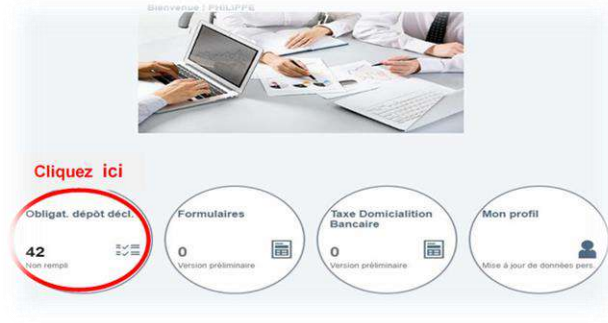 Bienvenue ! PHILIPPE
Cliquez ici
Obligat. dépôt décl.
42
Non rempli
Formulaires
0
Version préliminaire
Taxe Domicialition
Bancaire
0
Version préliminaire
Mon profil
Mise à jour de données pers.